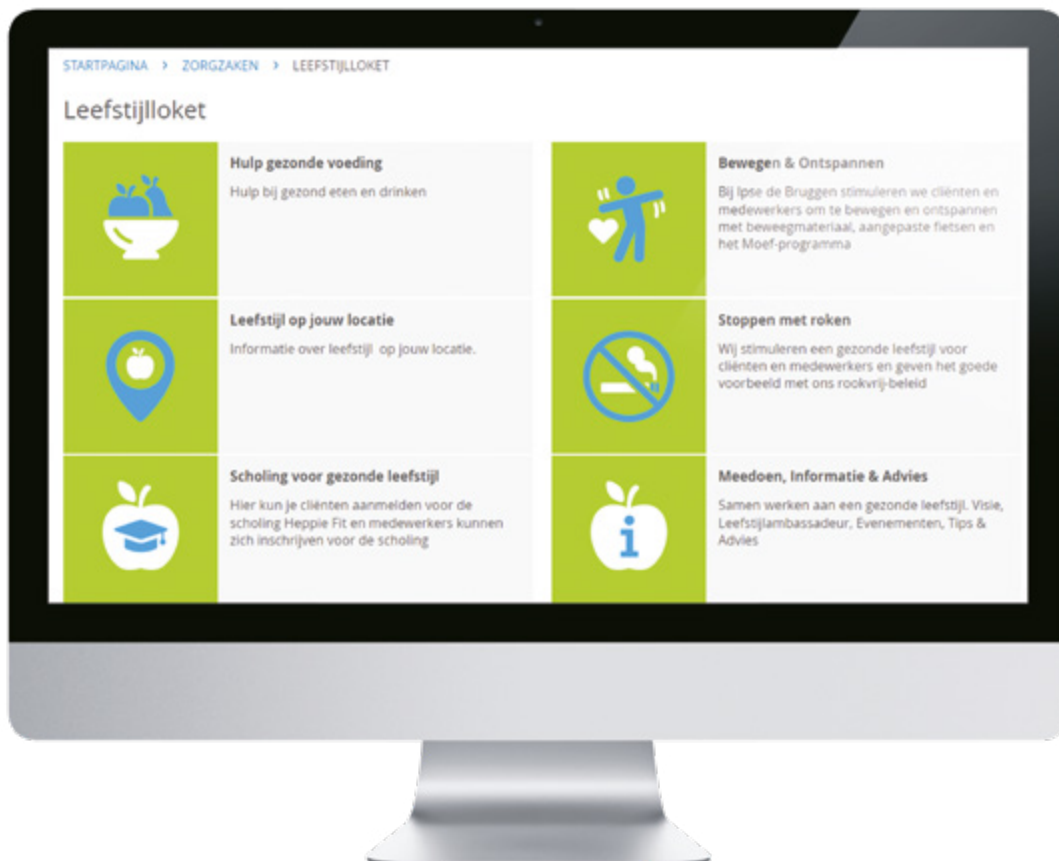 STARTPAGINA > ZORGZAKEN > LEEFSTIJLLOKET
Leefstijlloket
Hulp gezonde voeding
Hulp bij gezond eten en drinken
Bewegen & Ontspannen
Bij Ipse de Bruggen stimuleren we cliënten en
medewerkers om te bewegen en ontspannen
met beweegmateriaal, aangepaste fietsen en
het Moef-programma
Leefstijl op jouw locatie
Informatie over leefstijl op jouw locatie.
Stoppen met roken
Wij stimuleren een gezonde leefstijl voor
cliënten en medewerkers en geven het goede
voorbeeld met ons rookvrij-beleid
Scholing voor gezonde leefstijl
Hier kun je cliënten aanmelden voor de
scholing Heppie Fit en medewerkers kunnen
zich inschrijven voor de scholing
Meedoen, Informatie & Advies
Samen werken aan een gezonde leefstijl. Visie,
Leefstijlambassadeur, Evenementen, Tips &
Advies